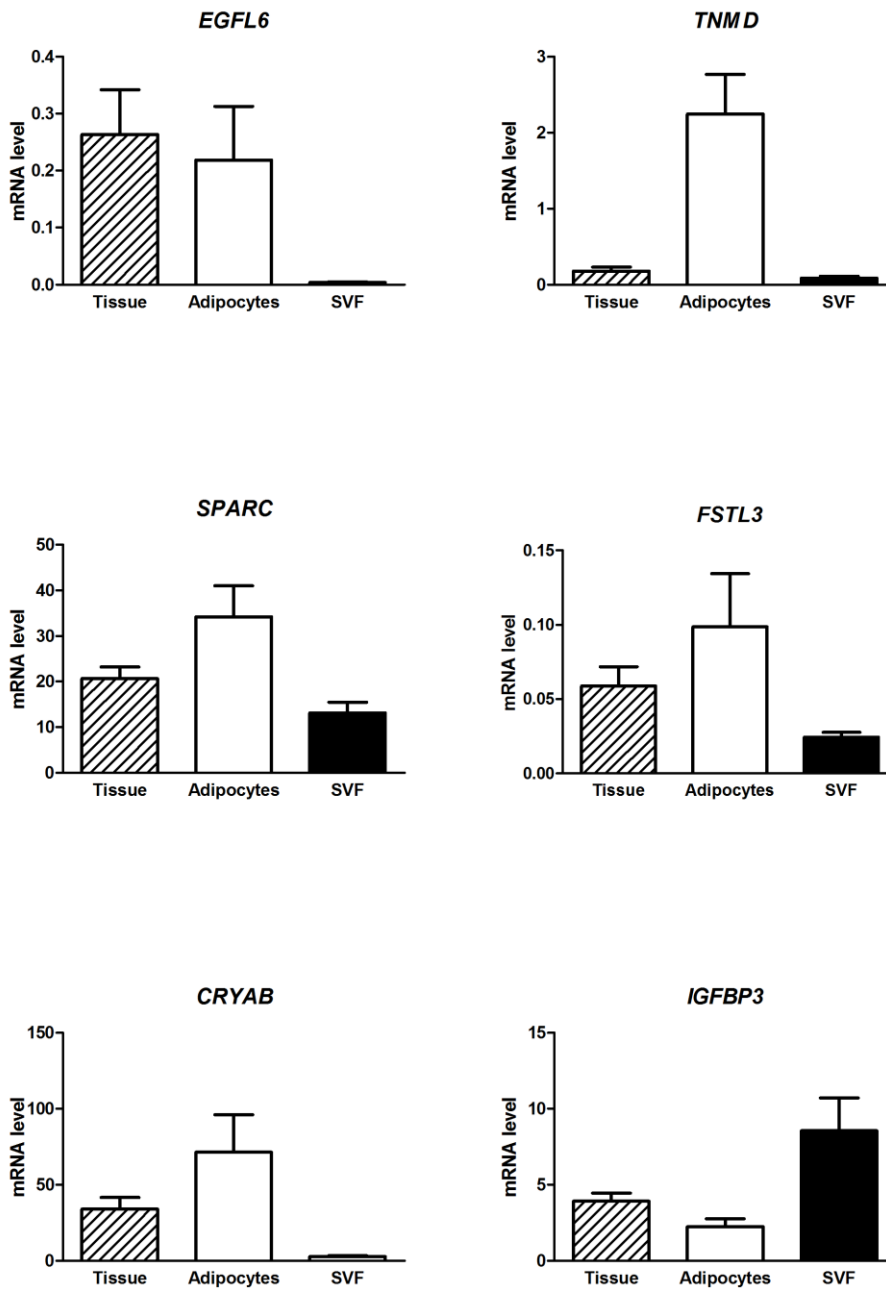 EGFL6
mRNA level
0.4
0.3
0.2
0.1
0.0
Tissue Adipocytes SVF
TNMD
mRNA level
3
2
1
0
Tissue Adipocytes SVF
SPARC
mRNA level
50
40
30
20
10
0
Tissue Adipocytes SVF
FSTL3
mRNA level
0.15
0.10
0.05
0.00
Tissue Adipocytes SVF
CRYAB
mRNA level
150
100
50
0
Tissue Adipocytes SVF
IGFBP3
mRNA level
15
10
5
0
Tissue Adipocytes SVF